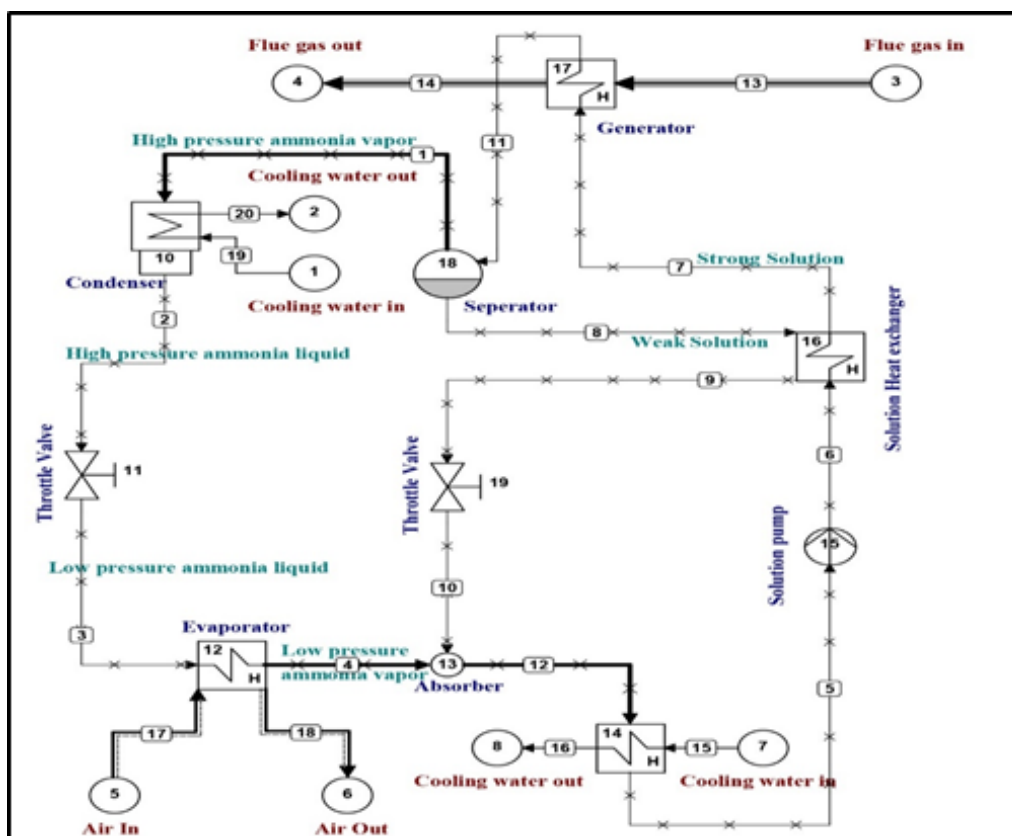 Flue gas out
Flue gas in
4
14
17
H
13
3
11
Generator
High pressure ammonia vapor
1
Cooling water out
20
2
10
19
1
Condenser
Cooling water in
18
Seperator
7
Strong Solution
2
8
Weak Solution
16
H
Solution Heat exchanger
High pressure ammonia liquid
9
6
Throttle Valve
11
Throttle Valve
19
15
Solution pump
Low pressure ammonia liquid
10
3
Evaporator
12
H
Low pressure
4
ammonia vapor
13
Absorber
12
5
17
18
14
H
8
16
15
7
Cooling water out
Cooling water in
5
6
Air In
Air Out